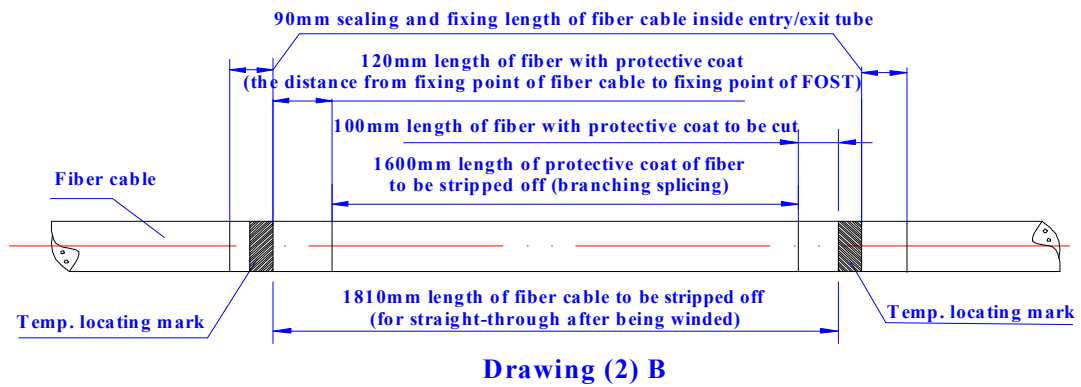 90mm sealing and fixing length of fiber cable inside entry/exit tube
120mm length of fiber with protective coat
(the distance from fixing point of fiber cable to fixing point of FOST)
100mm length of fiber with protective coat to be cut
1600mm length of protective coat of fiber
to be stripped off (branching splicing)
Fiber cable
1810mm length of fiber cable to be stripped off
(for straight-through after being winded)
Temp. locating mark
Temp. locating mark
Drawing (2) B